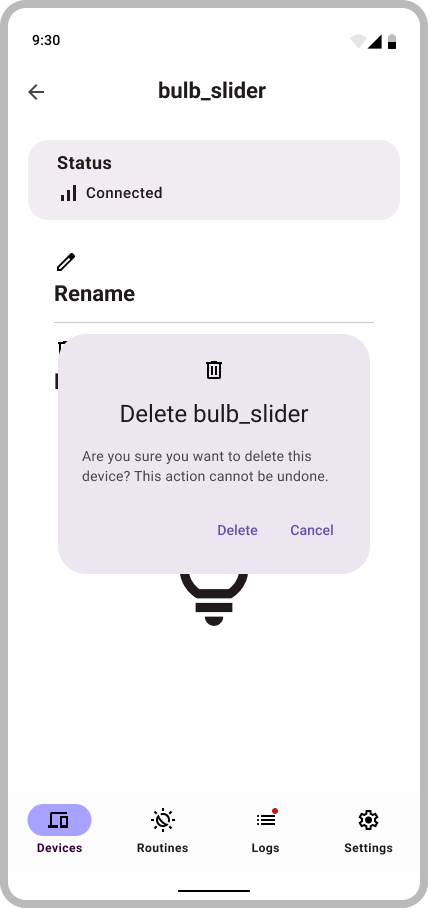 9:30
bulb_slider
Status
Connected
Rename
Delete bulb_slider
Are you sure you want to delete this
device? This action cannot be undone.
Delete Cancel
Devices Routines Logs Settings